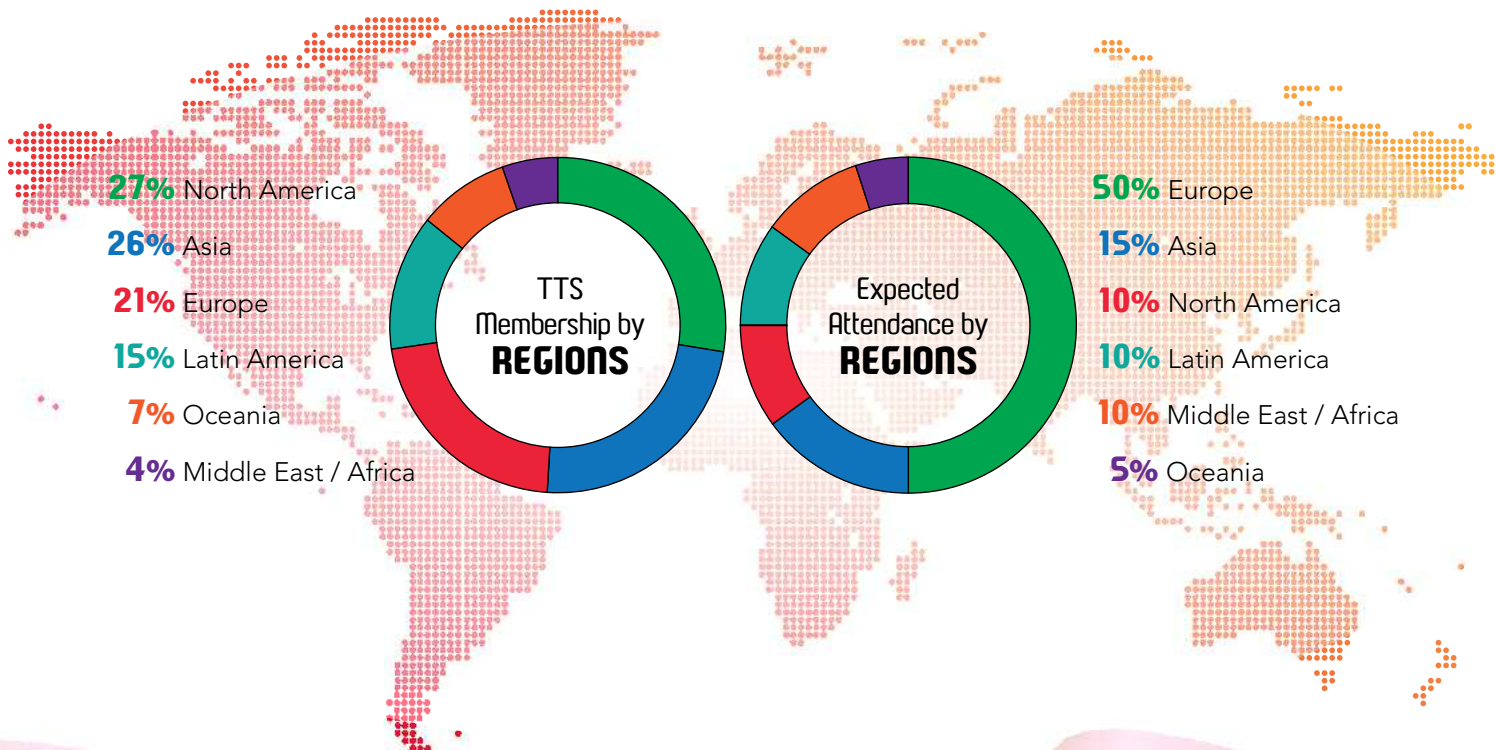 27% North America
26% Asia
21% Europe
15% Latin America
7% Oceania
4% Middle East / Africa
TTS
Membership by
REGIONS
Expected
Attendance by
REGIONS
50% Europe
15% Asia
10% North America
10% Latin America
10% Middle East / Africa
5% Oceania